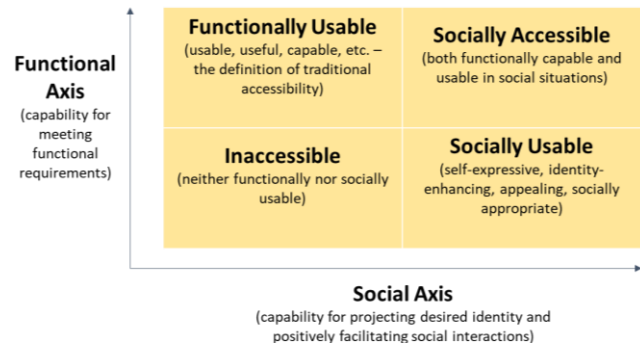 Functional
Axis
(capability for
meeting
functional
requirements)
Functionally Usable
(usable, useful, capable, etc. –
the definition of traditional
accessibility)
Socially Accessible
(both functionally capable and
usable in social situations)
Inaccessible
(neither functionally nor socially
usable)
Socially Usable
(self-expressive, identity-
enhancing, appealing, socially
appropriate)
Social Axis
(capability for projecting desired identity and
positively facilitating social interactions)